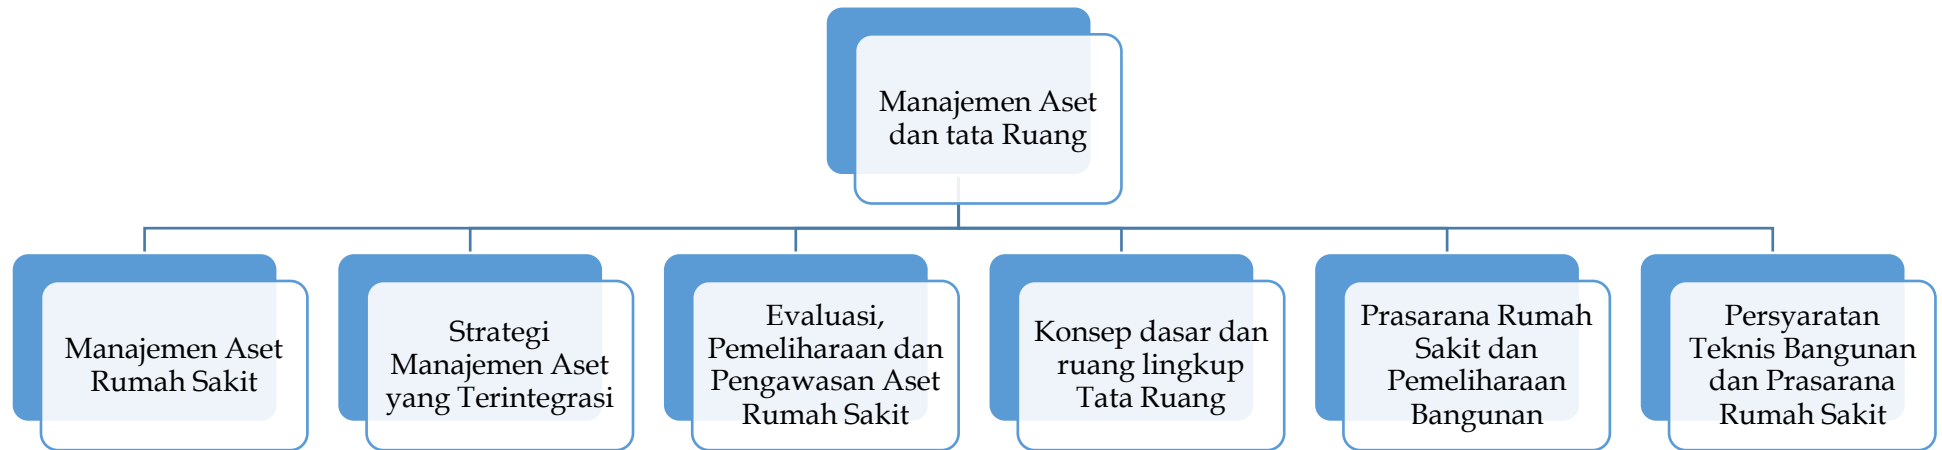 Manajemen Aset
dan tata Ruang
Manajemen Aset
Rumah Sakit
Strategi
Manajemen Aset
yang Terintegrasi
Evaluasi,
Pemeliharaan dan
Pengawasan Aset
Rumah Sakit
Konsep dasar dan
ruang lingkup
Tata Ruang
Prasarana Rumah
Sakit dan
Pemeliharaan
Bangunan
Persyaratan
Teknis Bangunan
dan Prasarana
Rumah Sakit